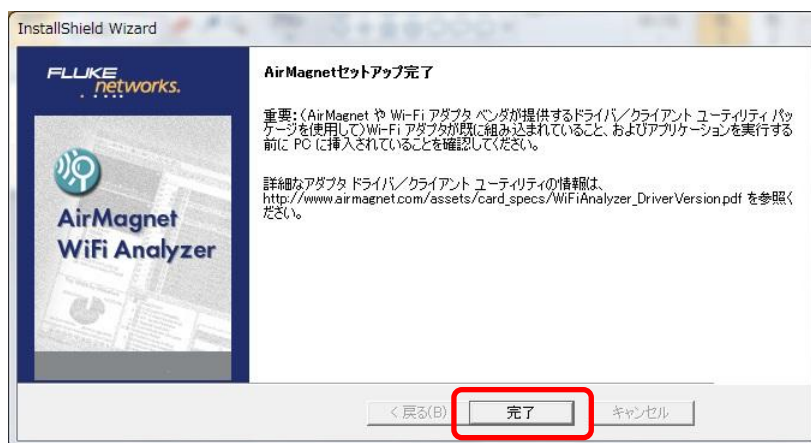 InstallShield Wizard
FLUKE
networks.
AirMagnet
WiFi Analyzer
AirMagnetセットアップ完了
重要:(AirMagnet や Wi-Fi アダプタ ベンダが提供するドライバ/クライアント ユーティリティ パッ
ケージを使用して)Wi-Fi アダプタが既に組み込まれていること、およびアプリケーションを実行する
前に PC に挿入されていることを確認してください。
詳細なアダプタ ドライバ/クライアント ユーティリティの情報は、
http://www.airmagnet.com/assets/card_specs/WiFiAnalyzer_DriverVersion.pdf を参照く
ださい。
< 戻る(B)
完了
キャンセル